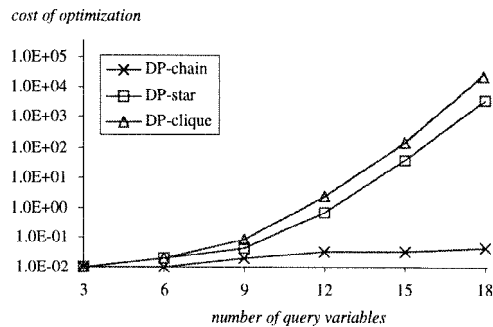 cost of optimization
1.0E+05
1.0E+04
1.0E+03
1.0E+02
1.0E+01
1.0E+00
1.0E-01
1.0E-02
DP-chain
DP-star
DP-clique
3 6 9 12 15 18
number of query variables